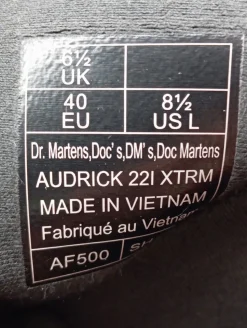 6½
UK
40
EU
8½
US L
Dr. Martens,Doc's,DM's,Doc Martens
AUDRICK 22I XTRM
MADE IN VIETNAM
Fabriqué au Vietnam
AF500